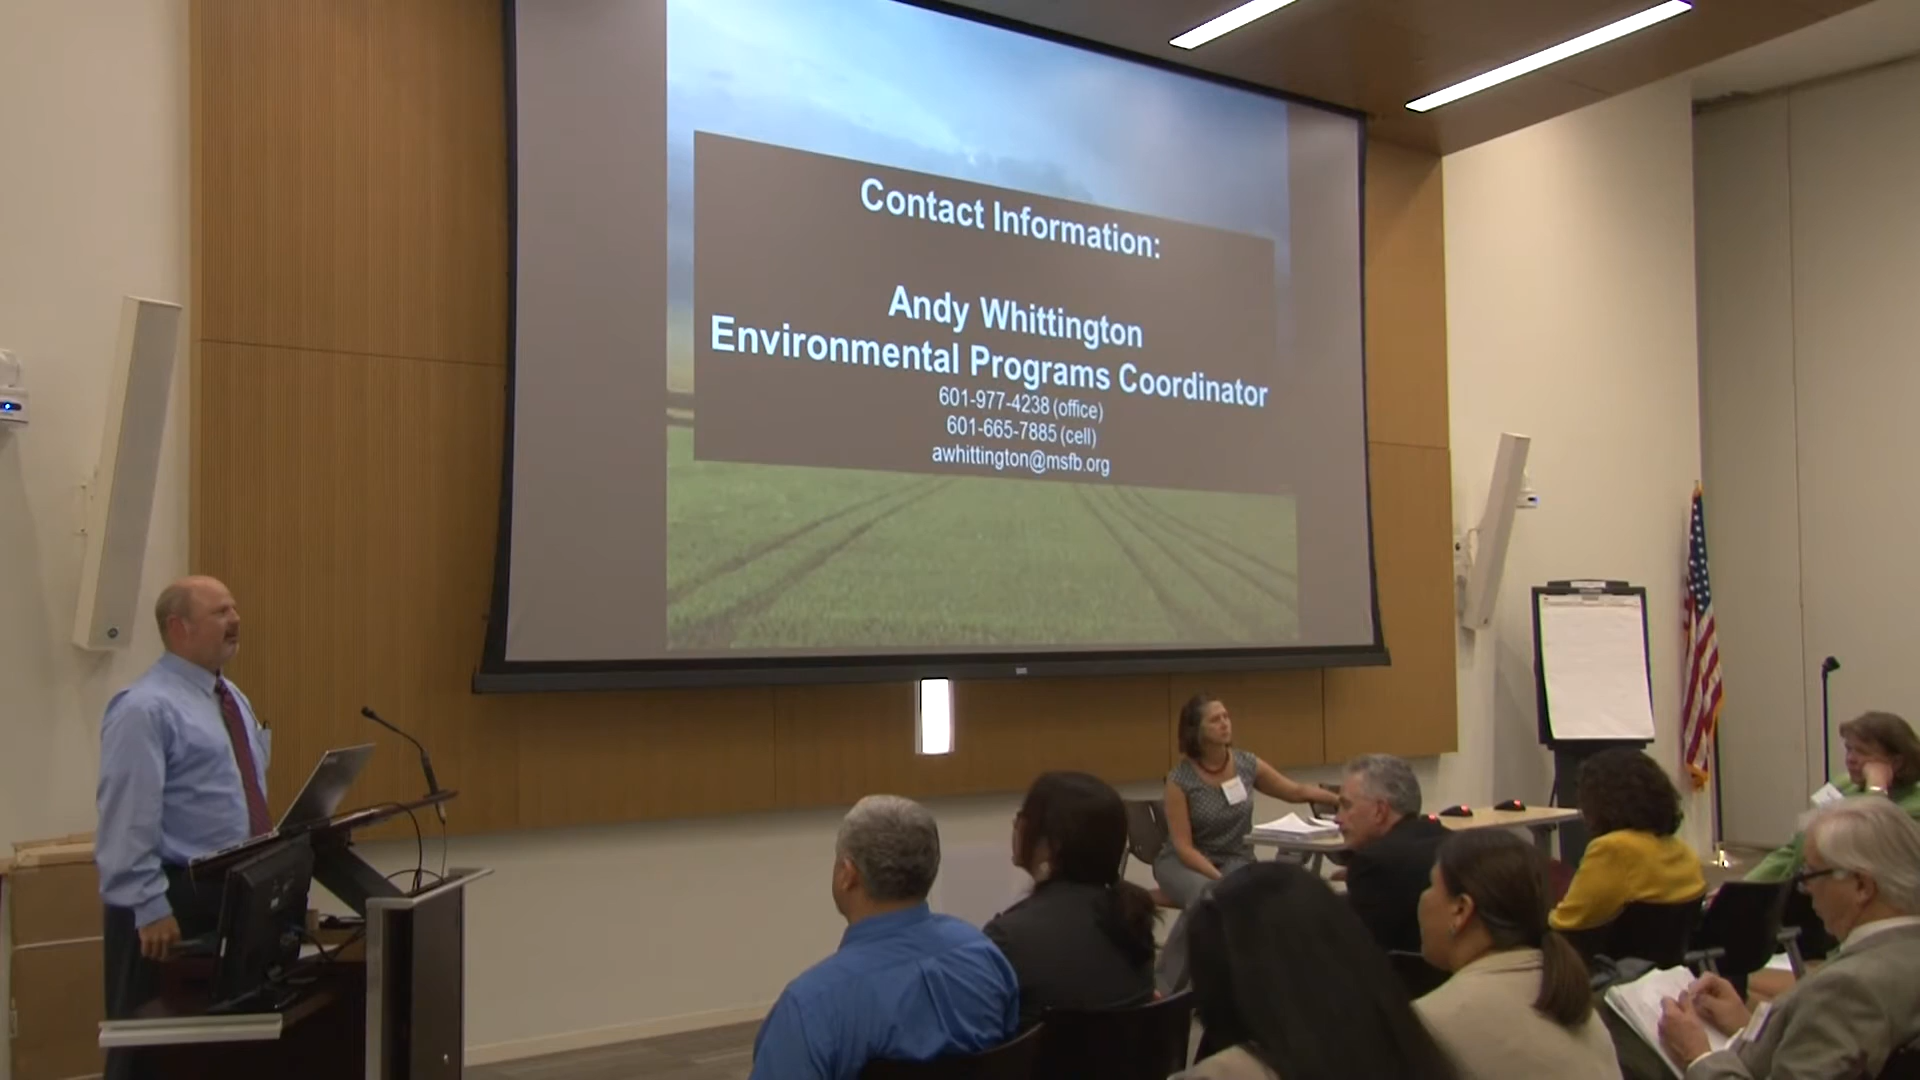 Contact Information:
Andy Whittington
Environmental Programs Coordinator
601-977-4238 (office)
601-665-7885 (cell)
awhittington@msfb.org